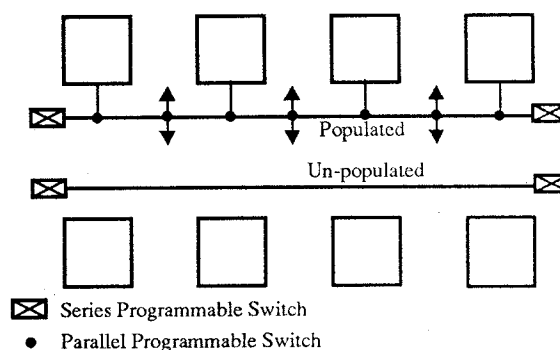 Populated
Un-populated
Series Programmable Switch
Parallel Programmable Switch